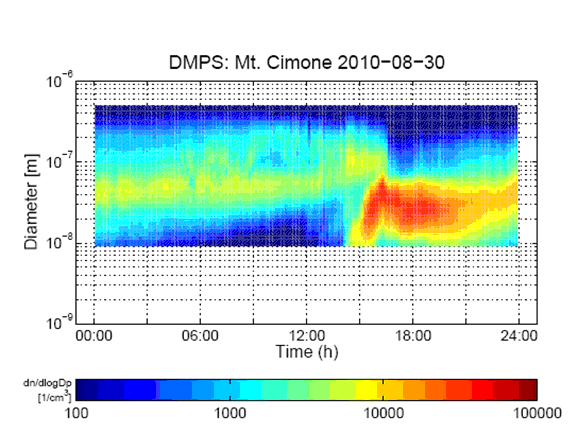 DMPS: Mt. Cimone 2010−08−30
10⁻⁶
10⁻⁷
10⁻⁸
10⁻⁹
Diameter [m]
00:00 06:00 12:00 18:00 24:00
Time (h)
dn/dlogDp
[1/cm³]
100 1000 10000 100000